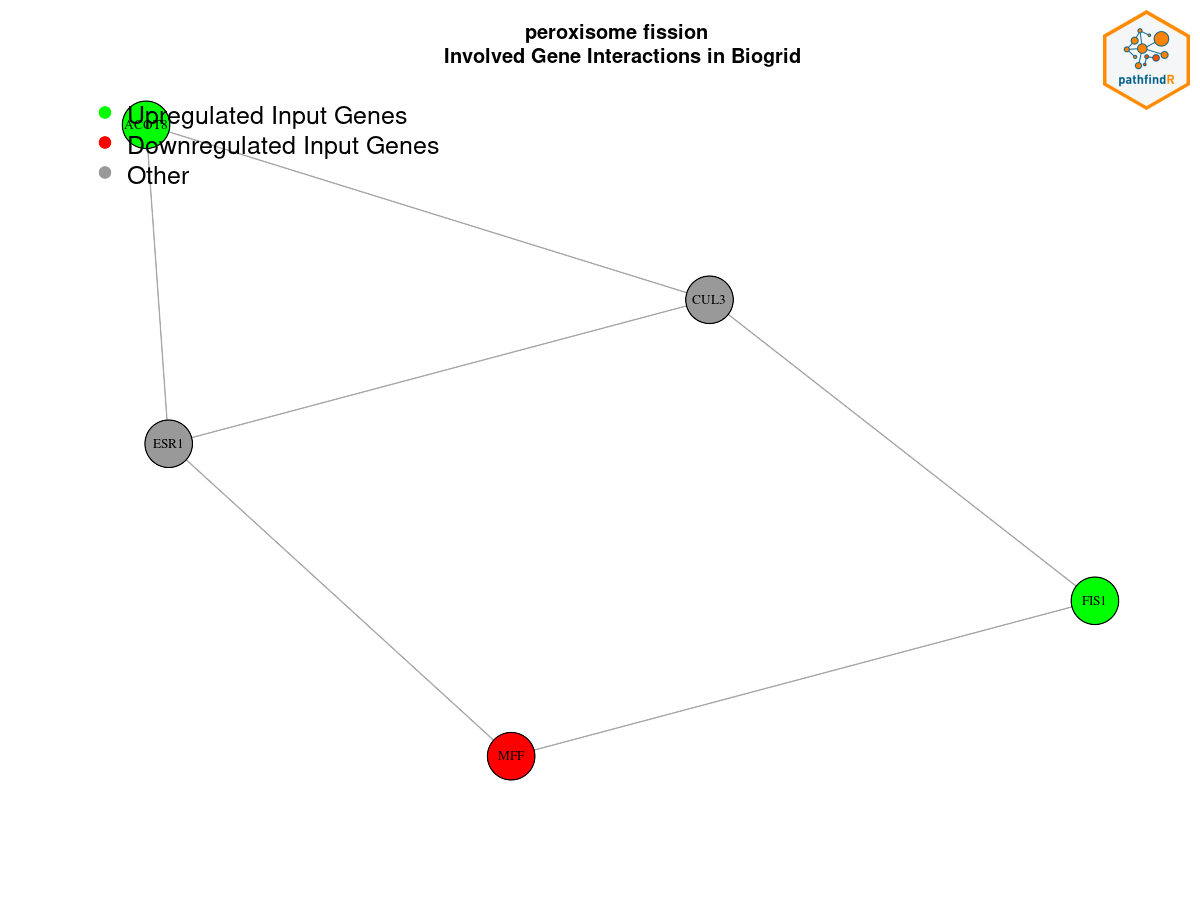 peroxisome fission
Involved Gene Interactions in Biogrid
pathfindR
Upregulated Input Genes
ACOT8
Downregulated Input Genes
Other
CUL3
ESR1
FIS1
MFF